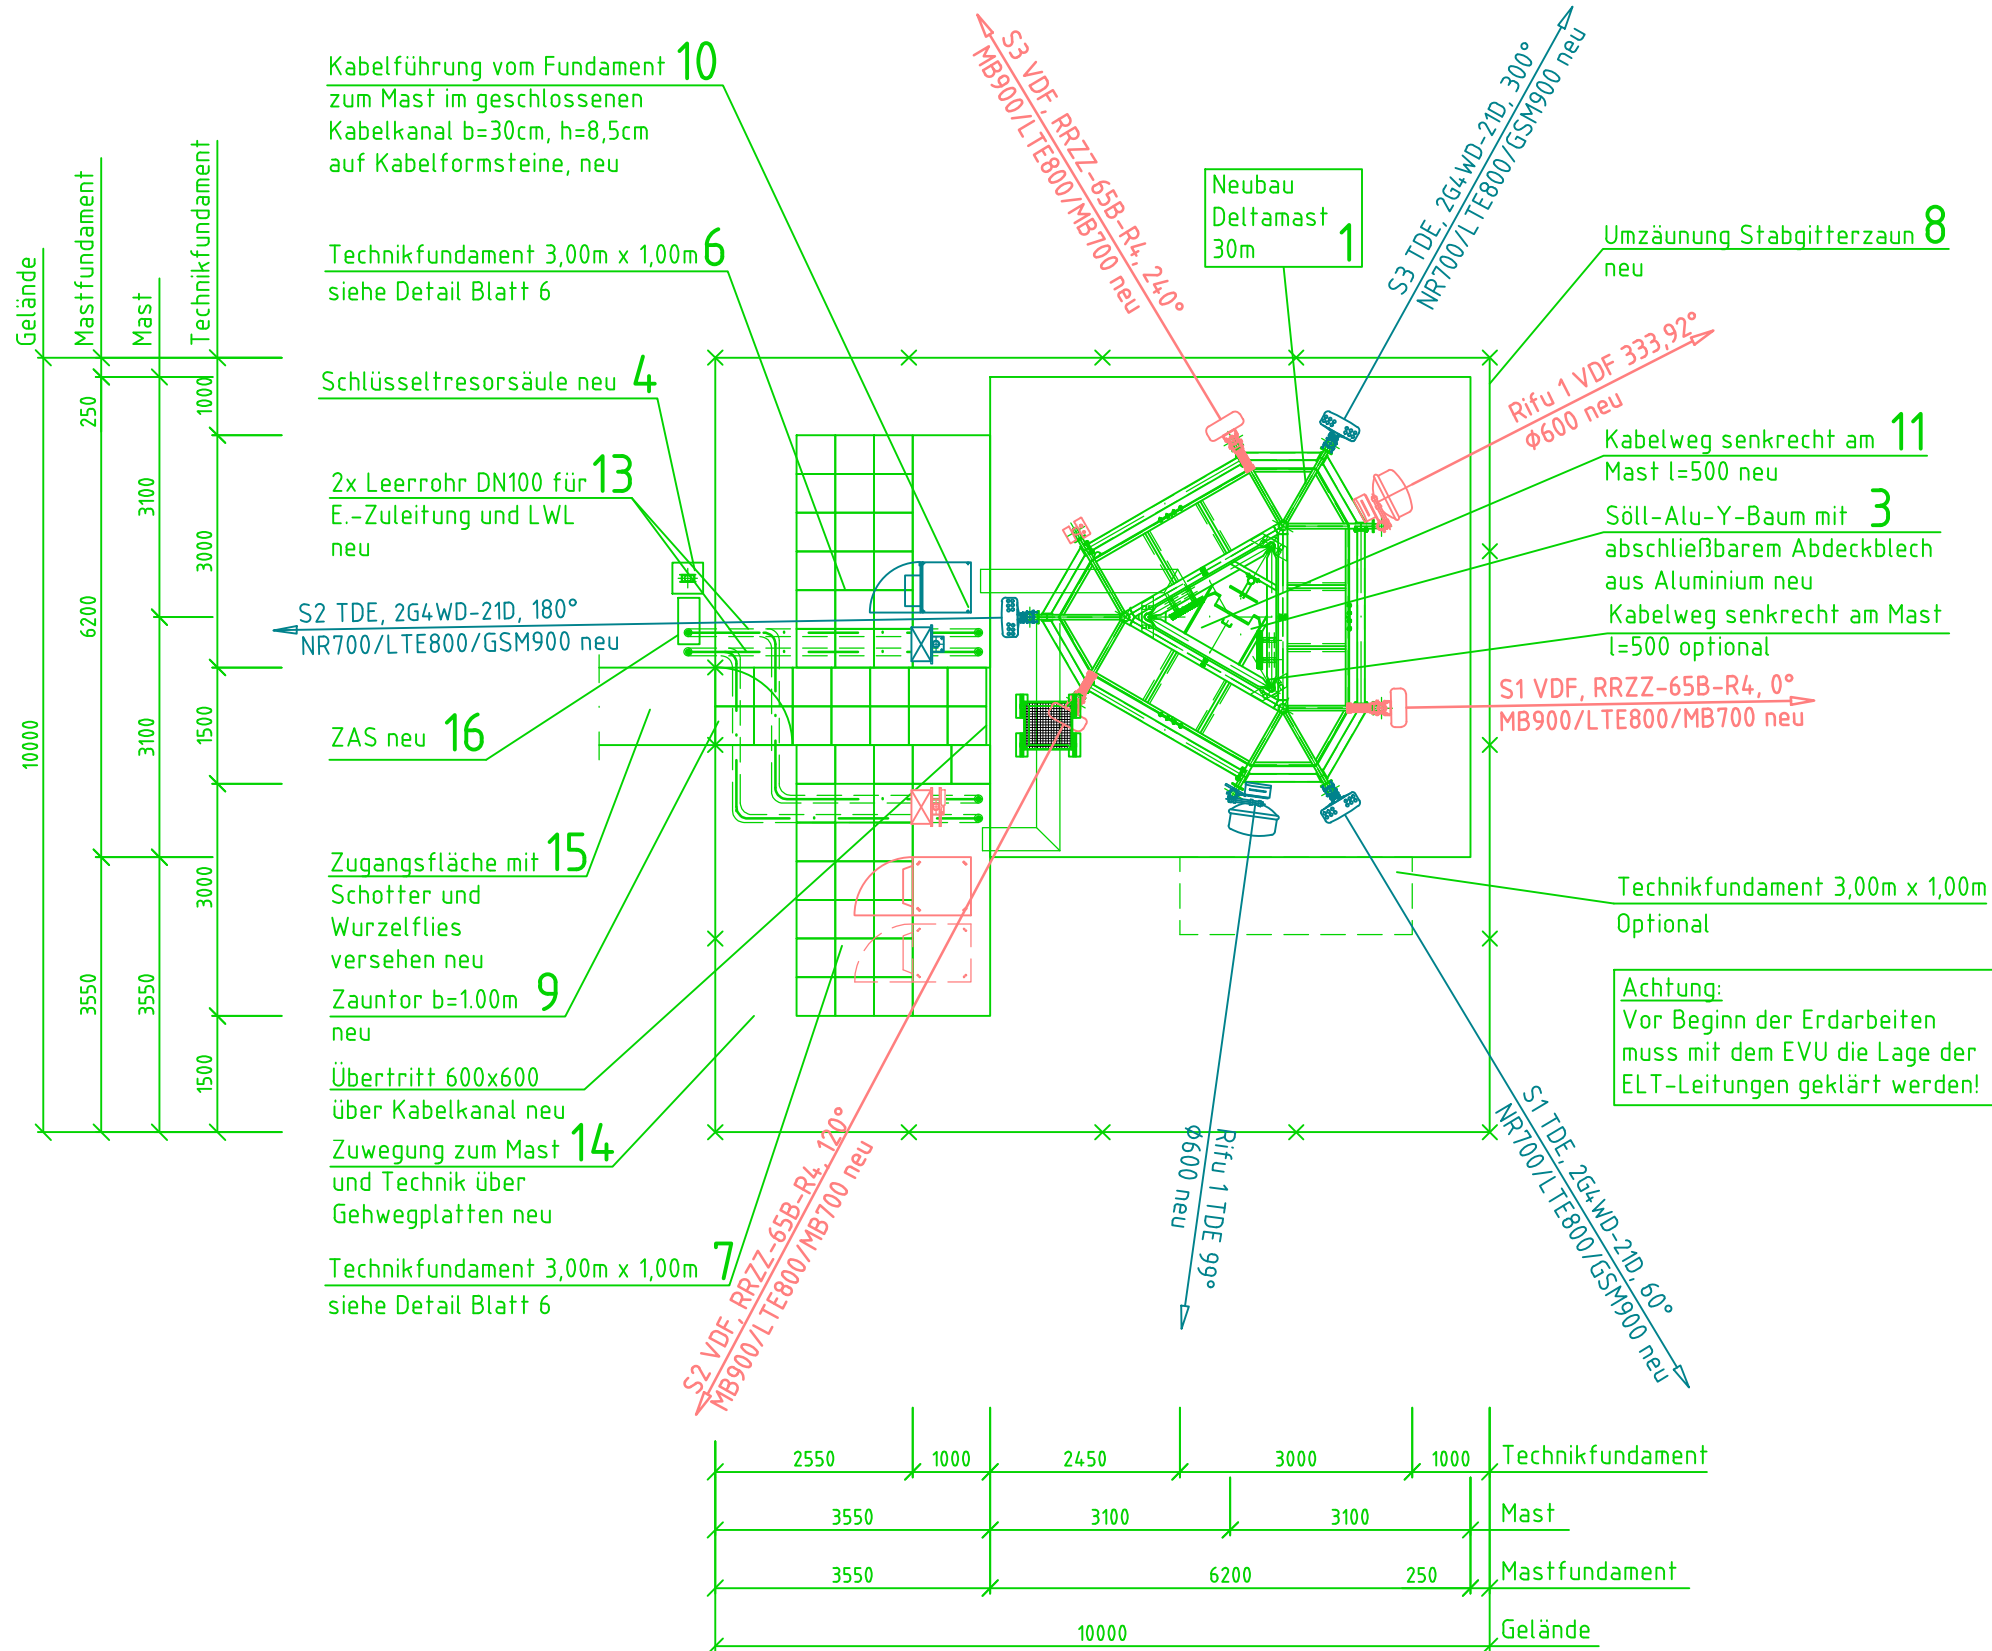 Kabelführung vom Fundament 10
zum Mast im geschlossenen
Kabelkanal b=30cm, h=8,5cm
auf Kabelformsteine, neu
Technikfundament 3,00m x 1,00m 6
siehe Detail Blatt 6
Schlüsseltresorsäule neu 4
2x Leerrohr DN100 für 13
E.-Zuleitung und LWL
neu
S2 TDE, 2G4WD-21D, 180°
NR700/LTE800/GSM900 neu
ZAS neu 16
Zugangsfläche mit 15
Schotter und
Wurzelflies
versehen neu
Zauntor b=1.00m 9
neu
Übertritt 600x600
über Kabelkanal neu
Zuwegung zum Mast 14
und Technik über
Gehwegplatten neu
Technikfundament 3,00m x 1,00m 7
siehe Detail Blatt 6
Gelände
Mastfundament
Mast
Technikfundament
10000
250
6200
3550
3100
3100
3550
1000
3000
1500
3000
1500
S3 VDF, RRZZ-65B-R4, 240°
MB900/LTE800/MB700 neu
Neubau
Deltamast
30m 1
S3 TDE, 2G4WD-21D, 300°
NR700/LTE800/GSM900 neu
Rifu 1 VDF 333,92°
ϕ600 neu
Umzäunung Stabgitterzaun 8
neu
Kabelweg senkrecht am 11
Mast l=500 neu
Söll-Alu-Y-Baum mit 3
abschließbarem Abdeckblech
aus Aluminium neu
Kabelweg senkrecht am Mast
l=500 optional
S1 VDF, RRZZ-65B-R4, 0°
MB900/LTE800/MB700 neu
Technikfundament 3,00m x 1,00m
Optional
Achtung:
Vor Beginn der Erdarbeiten
muss mit dem EVU die Lage der
ELT-Leitungen geklärt werden!
S2 VDF, RRZZ-65B-R4, 120°
MB900/LTE800/MB700 neu
Rifu 1 TDE 99°
ϕ600 neu
S1 TDE, 2G4WD-21D, 60°
NR700/LTE800/GSM900 neu
2550 1000 2450 3000 1000 Technikfundament
3550 3100 3100 Mast
3550 6200 250 Mastfundament
10000 Gelände